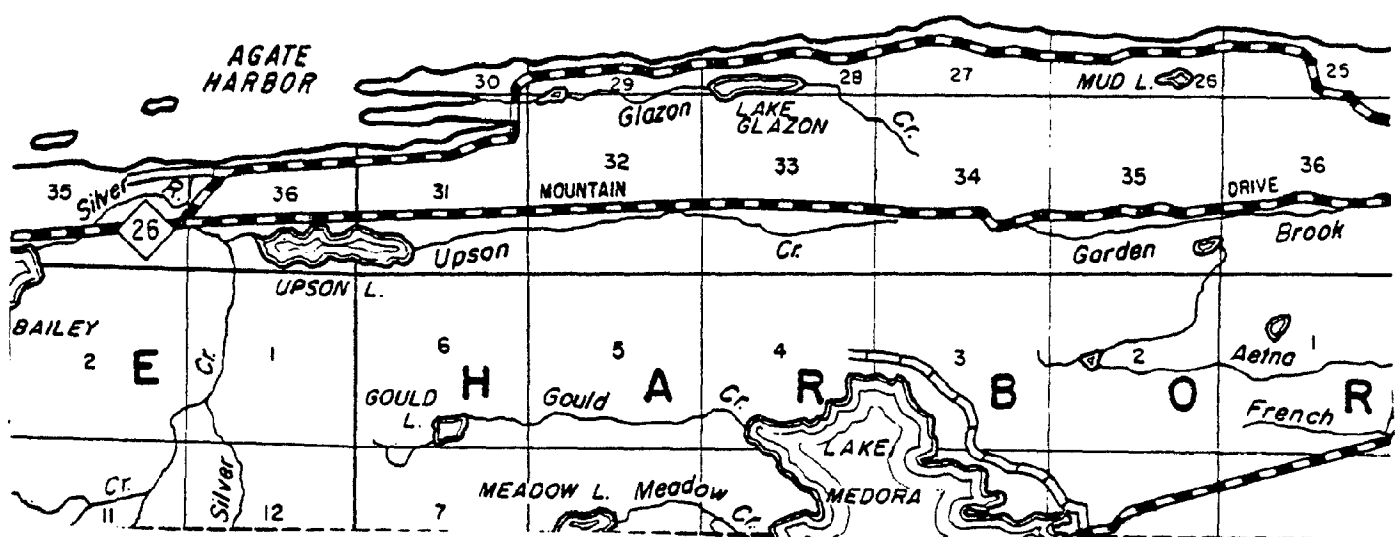 AGATE
HARBOR
30
29
28
27
MUD L.
26
25
Glazon
LAKE
GLAZON
Cr.
35
Silver
R.
36
31
32
33
34
35
36
MOUNTAIN
DRIVE
26
Upson
Cr.
Garden
Brook
UPSON L.
BAILEY
2
E
Cr.
1
6
H
5
A
4
R
3
B
2
O
Aetna
1
R
GOULD
L.
Gould
Cr.
French
LAKE
MEDORA
Cr.
11
Silver
12
MEADOW L.
7
Meadow
Cr.